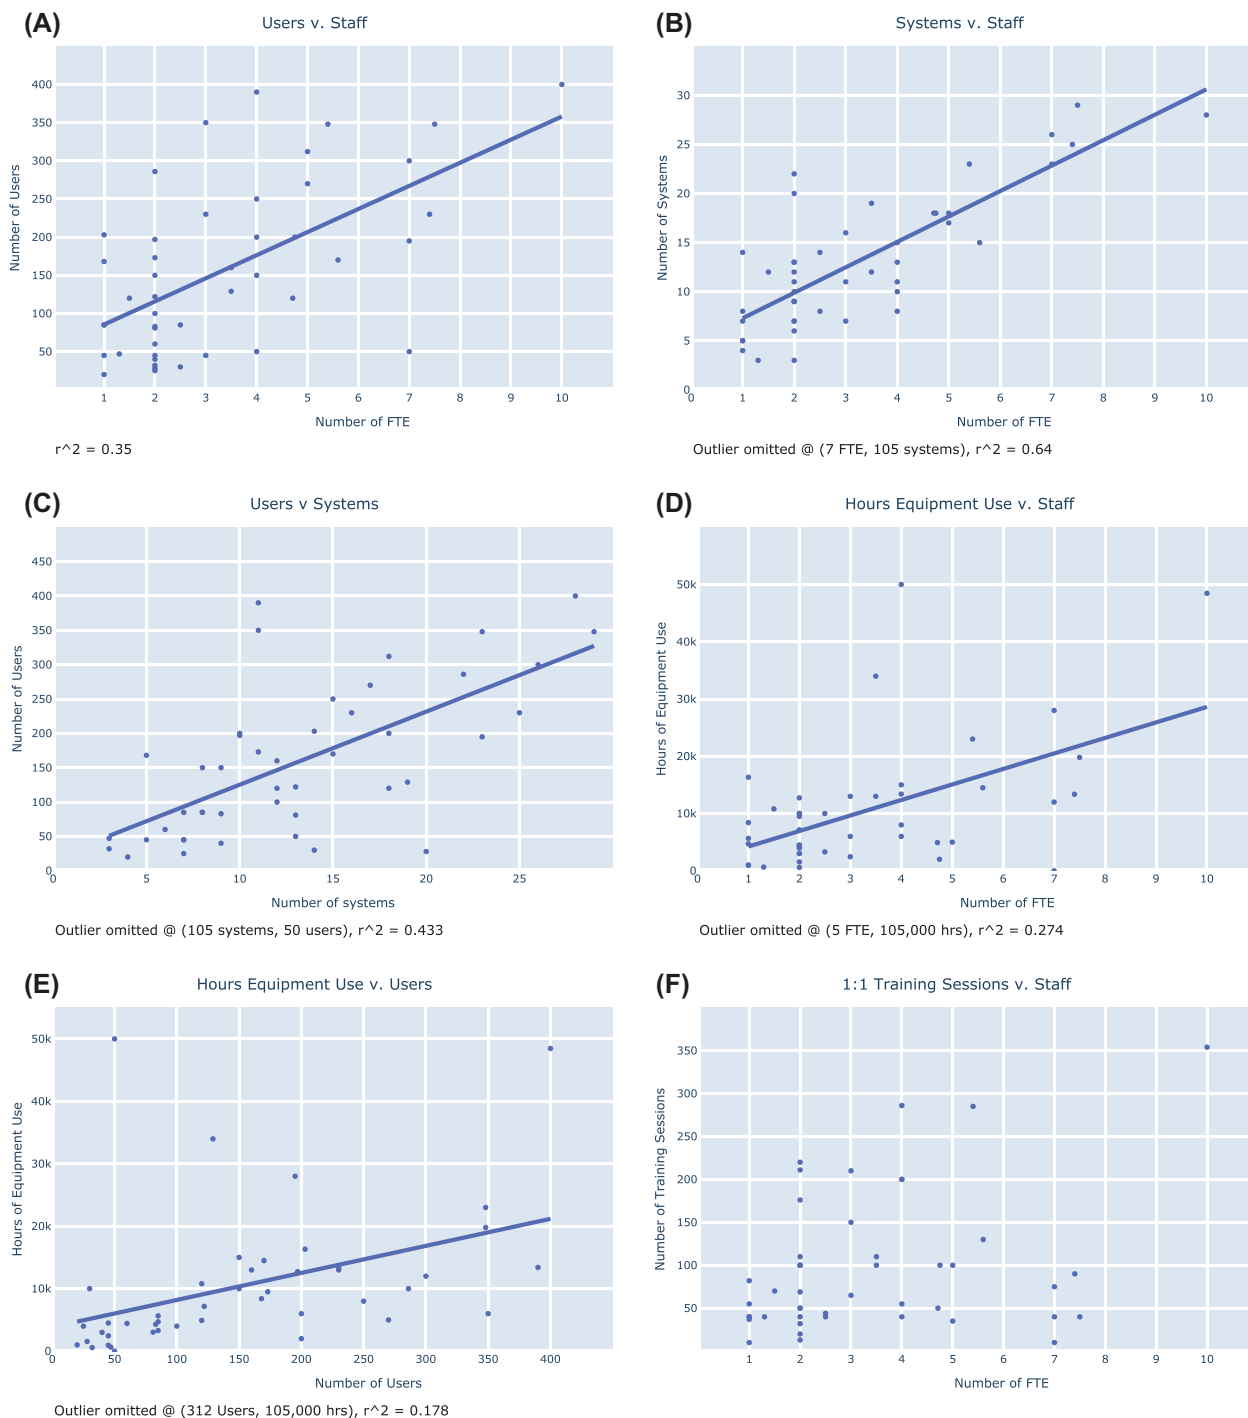 (A)
Users v. Staff
400
350
300
250
200
150
100
50
Number of Users
1 2 3 4 5 6 7 8 9 10
Number of FTE
r^2 = 0.35
(B)
Systems v. Staff
30
25
20
15
10
5
0
Number of Systems
0 1 2 3 4 5 6 7 8 9 10
Number of FTE
Outlier omitted @ (7 FTE, 105 systems), r^2 = 0.64
(C)
Users v Systems
450
400
350
300
250
200
150
100
50
0
Number of Users
0 5 10 15 20 25
Number of systems
Outlier omitted @ (105 systems, 50 users), r^2 = 0.433
(D)
Hours Equipment Use v. Staff
50k
40k
30k
20k
10k
0
Hours of Equipment Use
0 1 2 3 4 5 6 7 8 9 10
Number of FTE
Outlier omitted @ (5 FTE, 105,000 hrs), r^2 = 0.274
(E)
Hours Equipment Use v. Users
50k
40k
30k
20k
10k
0
Hours of Equipment Use
0 50 100 150 200 250 300 350 400
Number of Users
Outlier omitted @ (312 Users, 105,000 hrs), r^2 = 0.178
(F)
1:1 Training Sessions v. Staff
350
300
250
200
150
100
50
Number of Training Sessions
1 2 3 4 5 6 7 8 9 10
Number of FTE